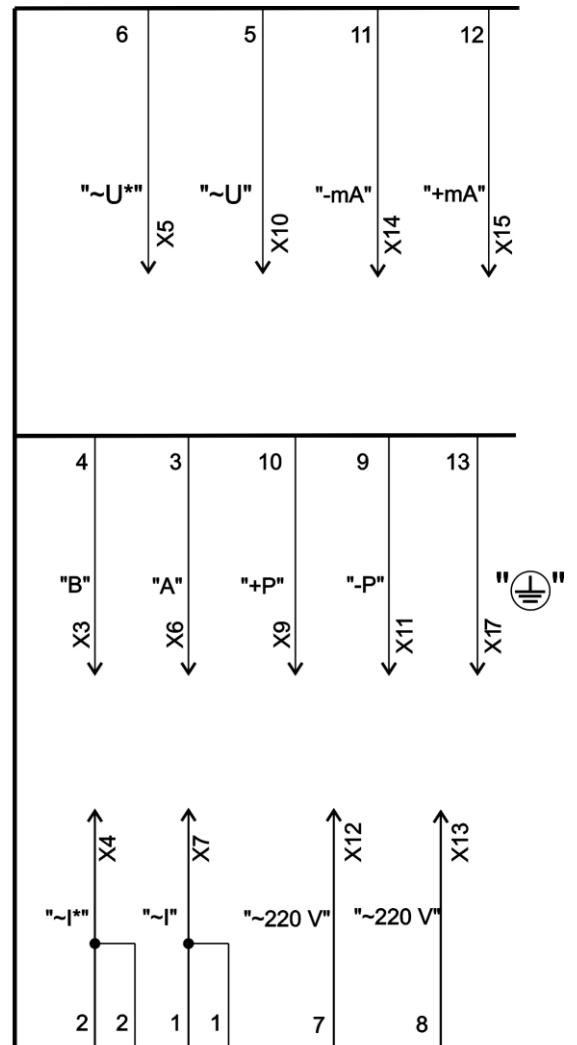 6 5 11 12
"~U*" "~U" "-mA" "+mA"
X5 X10 X14 X15
4 3 10 9 13
"B" "A" "+P" "-P" " "
X3 X6 X9 X11 X17
X4 X7 X12 X13
"~I*" "~I" "~220 V" "~220 V"
2 2 1 1 7 8